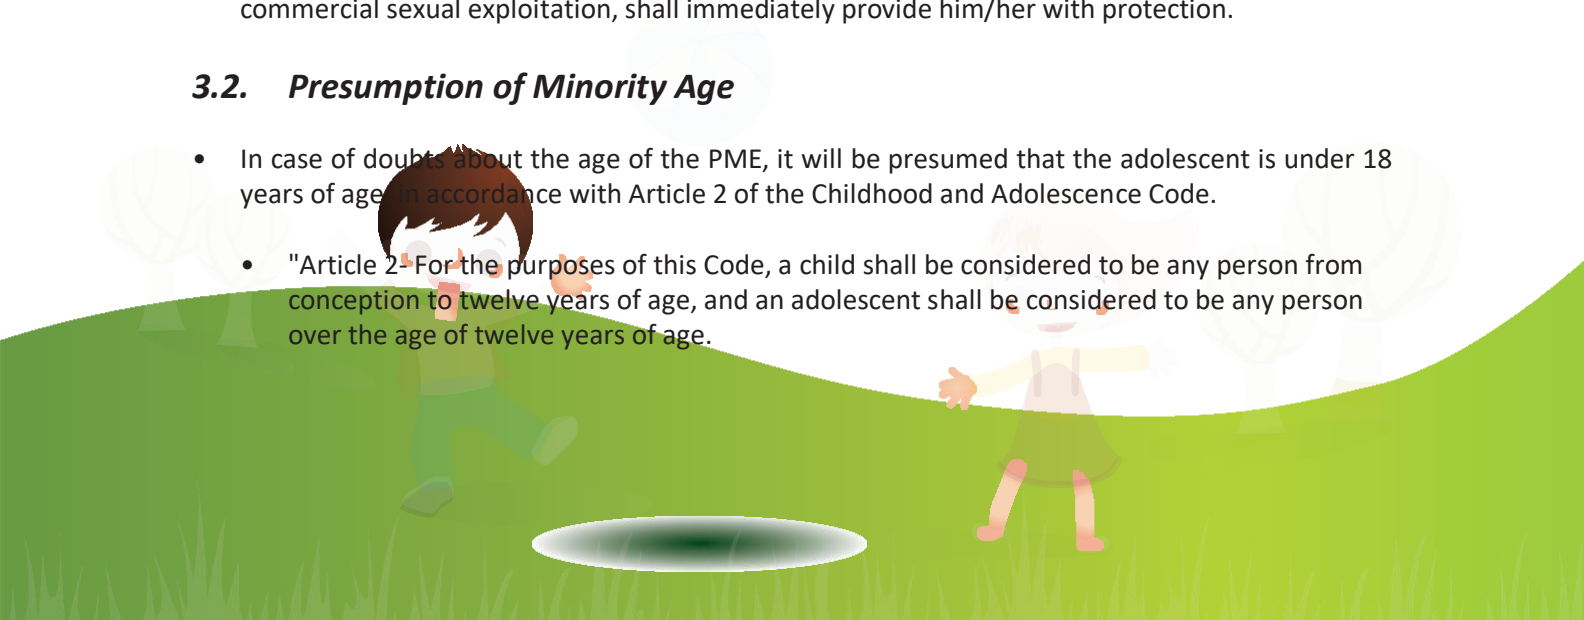 commercial sexual exploitation, shall immediately provide him/her with protection.
3.2. Presumption of Minority Age
• In case of doubts about the age of the PME, it will be presumed that the adolescent is under 18
years of age, in accordance with Article 2 of the Childhood and Adolescence Code.
• "Article 2- For the purposes of this Code, a child shall be considered to be any person from
conception to twelve years of age, and an adolescent shall be considered to be any person
over the age of twelve years of age.